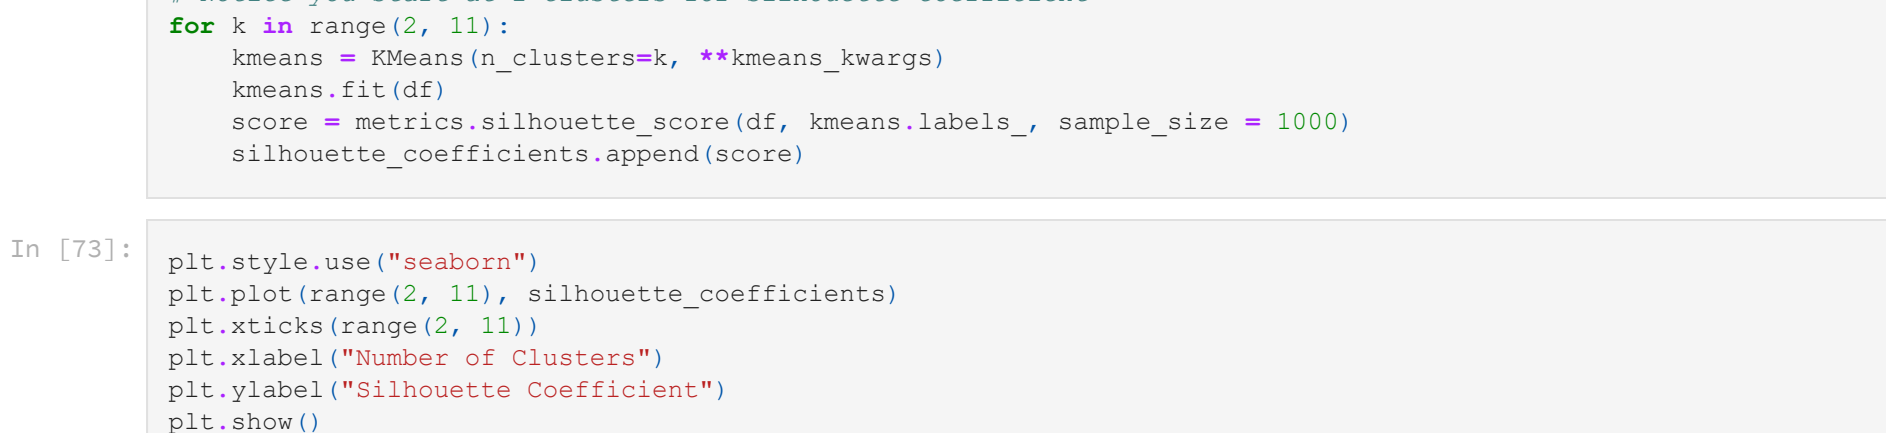 for k in range(2, 11):
    kmeans = KMeans(n_clusters=k, **kmeans_kwargs)
    kmeans.fit(df)
    score = metrics.silhouette_score(df, kmeans.labels_, sample_size = 1000)
    silhouette_coefficients.append(score)
In [73]:
plt.style.use("seaborn")
plt.plot(range(2, 11), silhouette_coefficients)
plt.xticks(range(2, 11))
plt.xlabel("Number of Clusters")
plt.ylabel("Silhouette Coefficient")
plt.show()